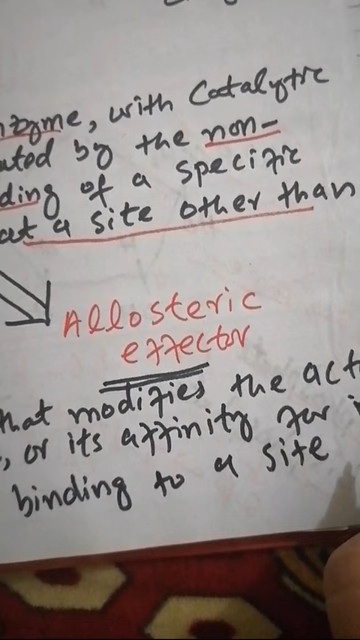 nzyme, with Catalytic
ated by the non-
ding of a specific
at a site other than
Allosteric
effector
that modifies the act
, or its affinity for i
binding to a site